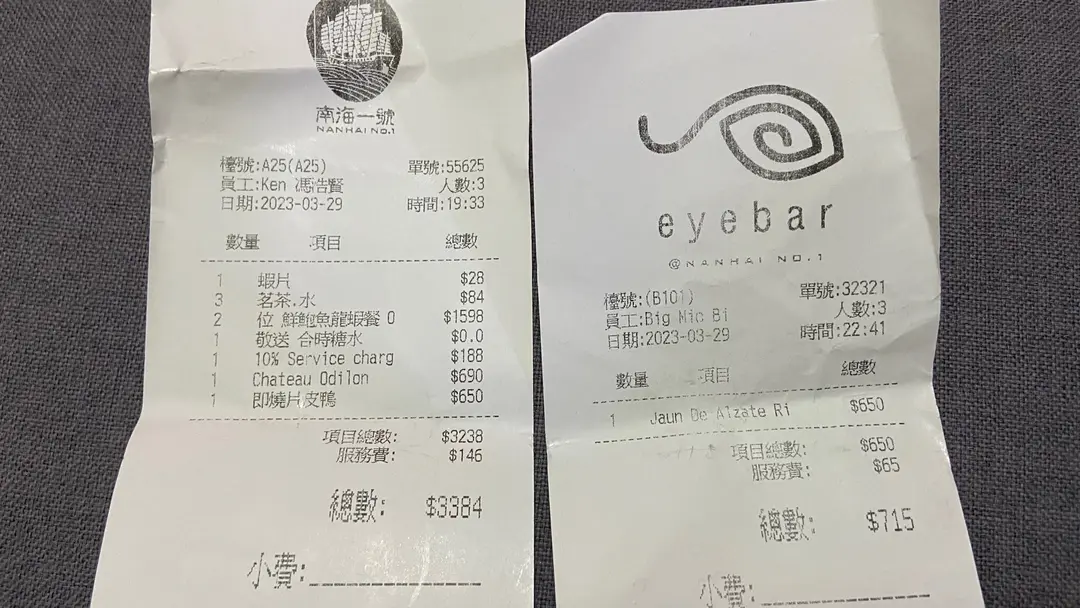 南海一號
NANHAI NO.1
檯號:A25(A25) 單號:55625
員工:Ken 馮浩賢 人數:3
日期:2023-03-29 時間:19:33
數量 項目 總數
1 蝦片 $28
3 茗茶.水 $84
2 位 鮮鮑魚龍蝦餐 O $1598
1 敬送 合時糖水 $0.0
1 10% Service charg $188
1 Chateau Odilon $690
1 即燒片皮鴨 $650
項目總數: $3238
服務費: $146
總數: $3384
小費:
eyebar
@NANHAI NO.1
檯號:(B101) 單號:32321
員工:Big Mic Bi 人數:3
日期:2023-03-29 時間:22:41
數量 項目 總數
1 Jaun De Alzate Ri $650
項目總數: $650
服務費: $65
總數: $715
小費: